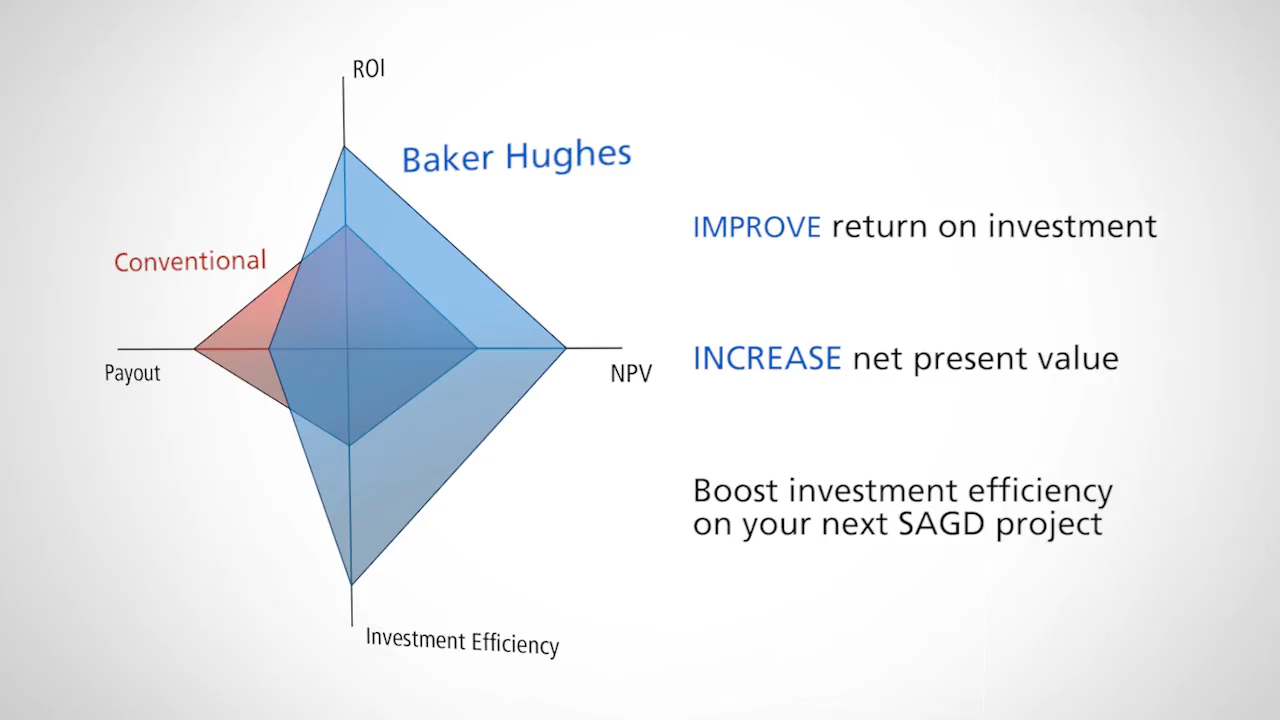 ROI
Baker Hughes
Conventional
Payout
NPV
Investment Efficiency
IMPROVE return on investment
INCREASE net present value
Boost investment efficiency
on your next SAGD project